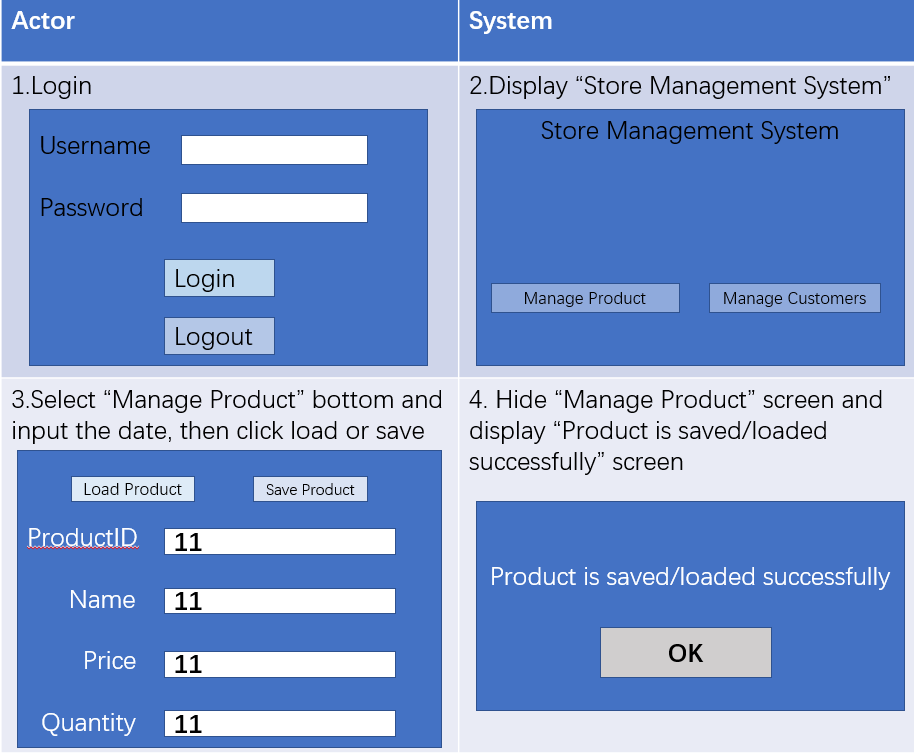 Actor
System
1.Login
Username
Password
Login
Logout
2.Display “Store Management System”
Store Management System
Manage Product
Manage Customers
3.Select “Manage Product” bottom and
input the date, then click load or save
Load Product
Save Product
ProductID
11
Name
11
Price
11
Quantity
11
4. Hide “Manage Product” screen and
display “Product is saved/loaded
successfully” screen
Product is saved/loaded successfully
OK